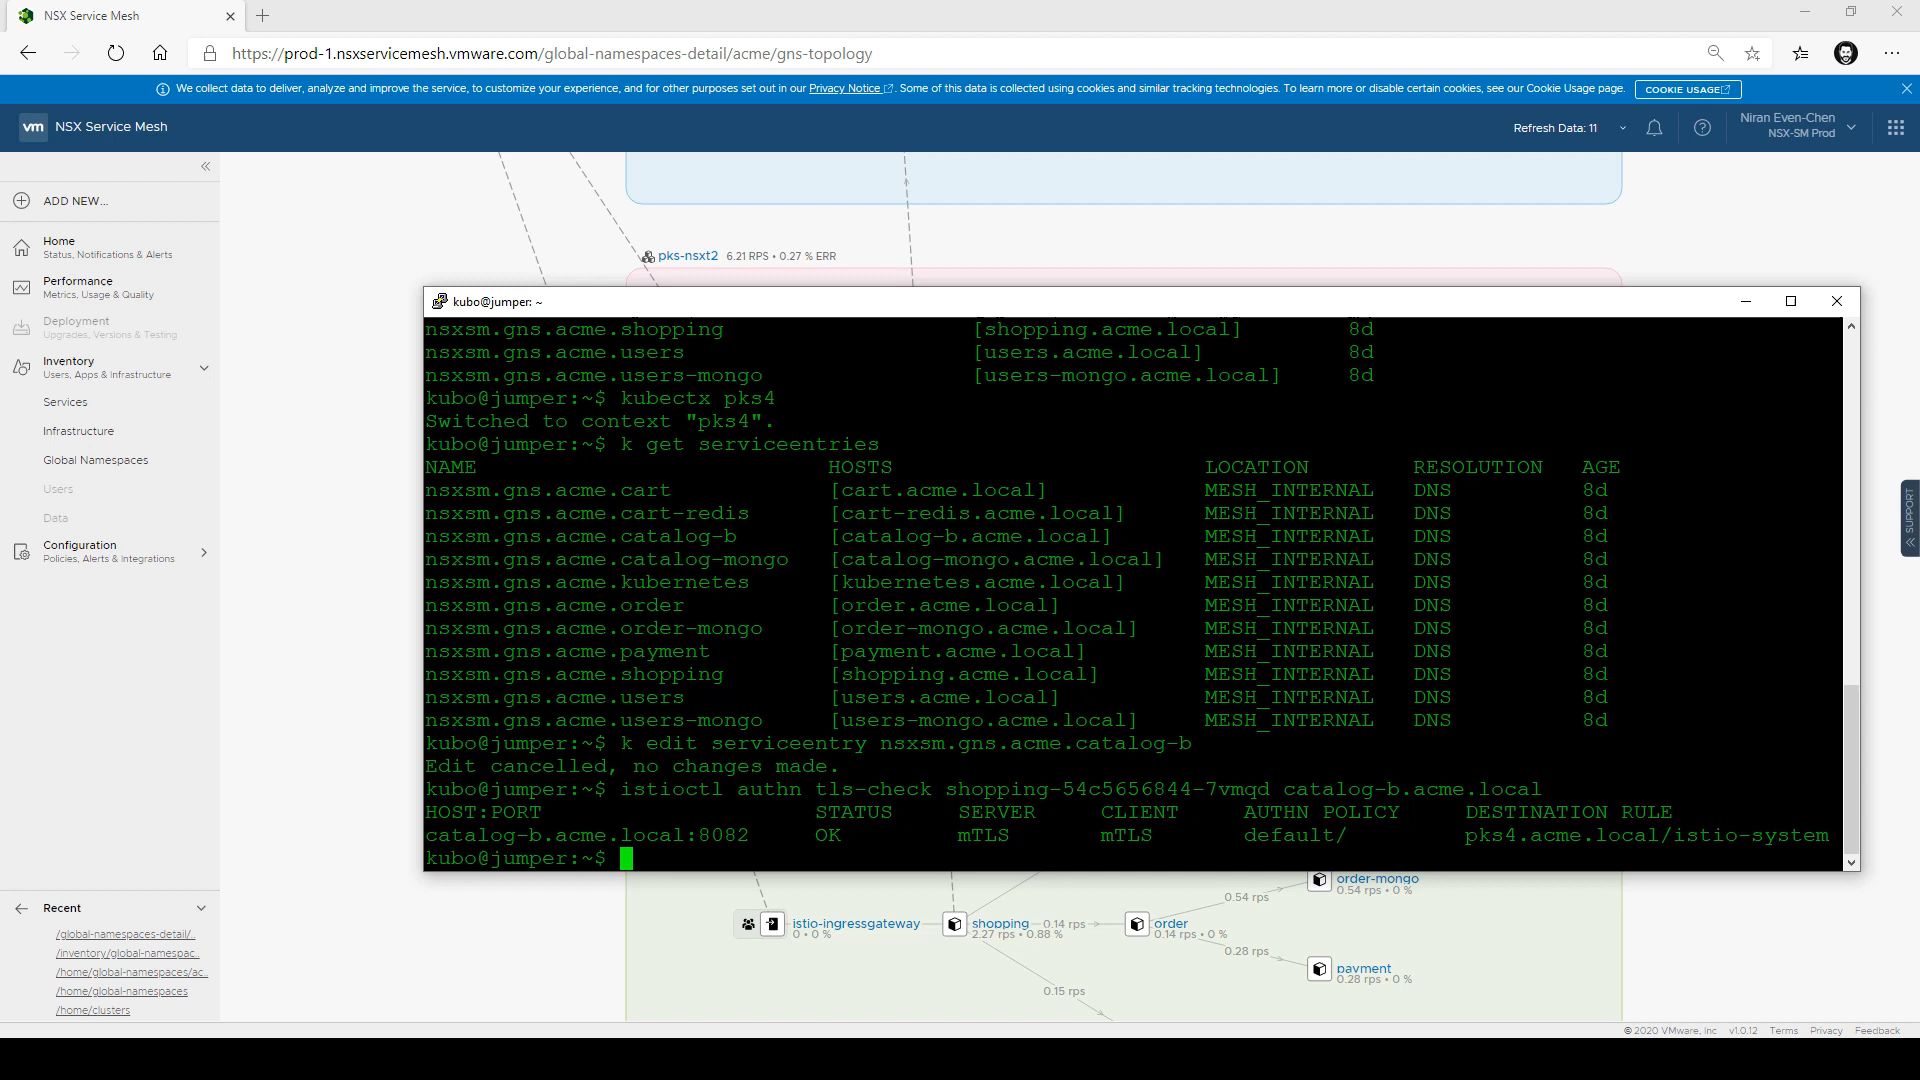 NSX Service Mesh
https://prod-1.nsxservicemesh.vmware.com/global-namespaces-detail/acme/gns-topology
We collect data to deliver, analyze and improve the service, to customize your experience, and for other purposes set out in our Privacy Notice. Some of this data is collected using cookies and similar tracking technologies. To learn more or disable certain cookies, see our Cookie Usage page. COOKIE USAGE
vm NSX Service Mesh
Refresh Data: 11
Niran Even-Chen
NSX-SM Prod
ADD NEW...
Home
Status, Notifications & Alerts
Performance
Metrics, Usage & Quality
Deployment
Upgrades, Versions & Testing
Inventory
Users, Apps & Infrastructure
Services
Infrastructure
Global Namespaces
Users
Data
Configuration
Policies, Alerts & Integrations
Recent
/global-namespaces-detail/..
/inventory/global-namespac..
/home/global-namespaces/ac..
/home/global-namespaces
/home/clusters
pks-nsxt2 6.21 RPS • 0.27 % ERR
kubo@jumper: ~
nsxsm.gns.acme.shopping [shopping.acme.local] 8d
nsxsm.gns.acme.users [users.acme.local] 8d
nsxsm.gns.acme.users-mongo [users-mongo.acme.local] 8d
kubo@jumper:~$ kubectx pks4
Switched to context "pks4".
kubo@jumper:~$ k get serviceentries
NAME HOSTS LOCATION RESOLUTION AGE
nsxsm.gns.acme.cart [cart.acme.local] MESH_INTERNAL DNS 8d
nsxsm.gns.acme.cart-redis [cart-redis.acme.local] MESH_INTERNAL DNS 8d
nsxsm.gns.acme.catalog-b [catalog-b.acme.local] MESH_INTERNAL DNS 8d
nsxsm.gns.acme.catalog-mongo [catalog-mongo.acme.local] MESH_INTERNAL DNS 8d
nsxsm.gns.acme.kubernetes [kubernetes.acme.local] MESH_INTERNAL DNS 8d
nsxsm.gns.acme.order [order.acme.local] MESH_INTERNAL DNS 8d
nsxsm.gns.acme.order-mongo [order-mongo.acme.local] MESH_INTERNAL DNS 8d
nsxsm.gns.acme.payment [payment.acme.local] MESH_INTERNAL DNS 8d
nsxsm.gns.acme.shopping [shopping.acme.local] MESH_INTERNAL DNS 8d
nsxsm.gns.acme.users [users.acme.local] MESH_INTERNAL DNS 8d
nsxsm.gns.acme.users-mongo [users-mongo.acme.local] MESH_INTERNAL DNS 8d
kubo@jumper:~$ k edit serviceentry nsxsm.gns.acme.catalog-b
Edit cancelled, no changes made.
kubo@jumper:~$ istioctl authn tls-check shopping-54c5656844-7vmqd catalog-b.acme.local
HOST:PORT STATUS SERVER CLIENT AUTHN POLICY DESTINATION RULE
catalog-b.acme.local:8082 OK mTLS mTLS default/ pks4.acme.local/istio-system
kubo@jumper:~$
order-mongo
0.54 rps • 0 %
0.54 rps
istio-ingressgateway
0 • 0 %
shopping
2.27 rps • 0.88 %
0.14 rps
order
0.14 rps • 0 %
0.28 rps
payment
0.28 rps • 0 %
0.15 rps
SUPPORT
© 2020 VMware, Inc v1.0.12 Terms Privacy Feedback